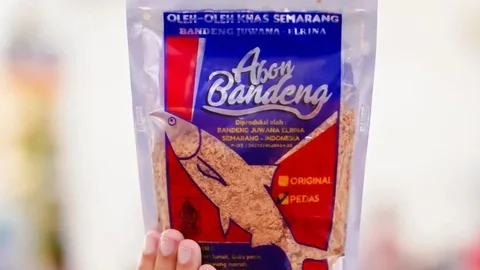 OLEH-OLEH KHAS SEMARANG
BANDENG JUWANA - ELRINA
Abon
Bandeng
Diproduksi oleh :
BANDENG JUWANA ELRINA
SEMARANG - INDONESIA
ORIGINAL
PEDAS